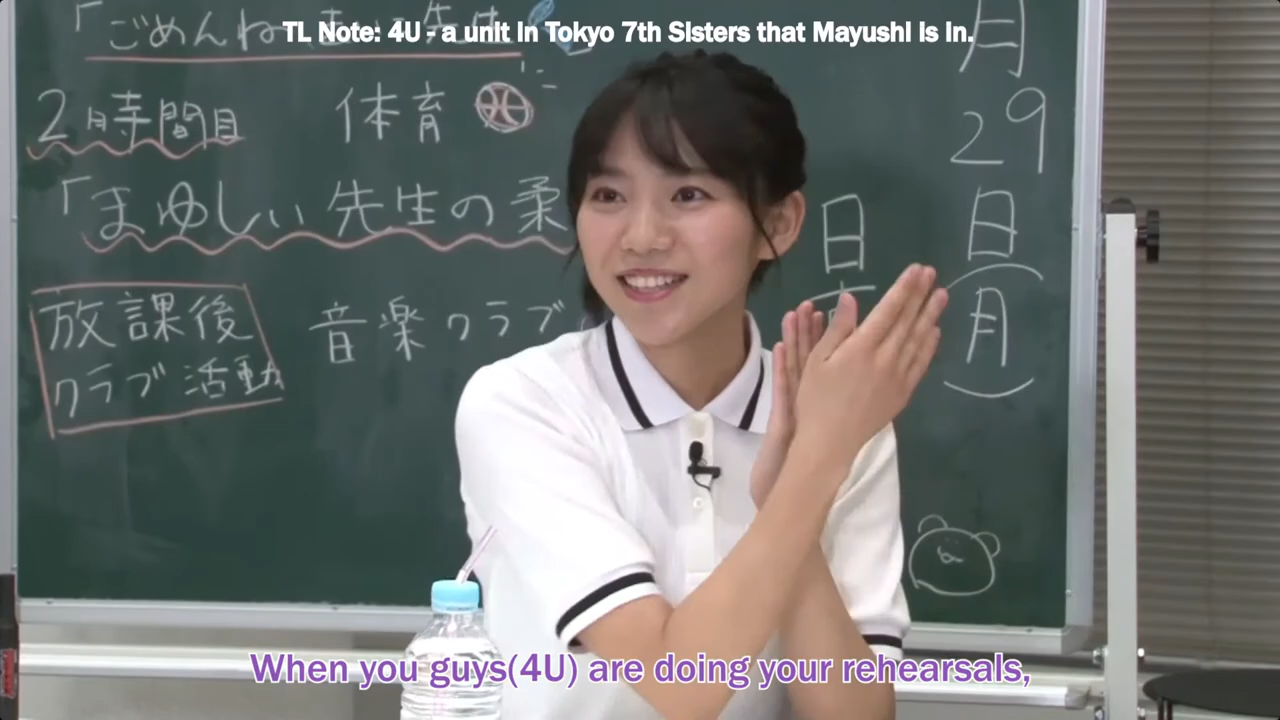 TL Note: 4U - a unit in Tokyo 7th Sisters that Mayushi is in.
「ごめんね 先生
2時間目 体育
「まゆしぃ先生の柔
放課後
クラブ活動
音楽クラブ
月
29
日
(月)
日
When you guys(4U) are doing your rehearsals,